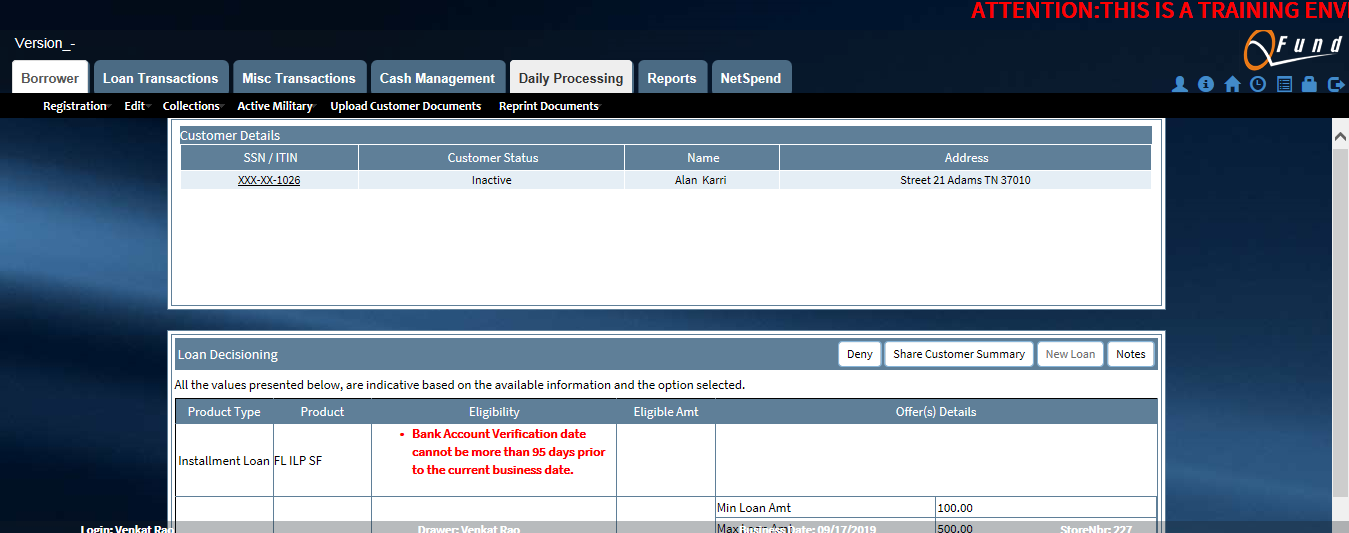 ATTENTION:THIS IS A TRAINING ENV
Version_-
QFund
Borrower Loan Transactions Misc Transactions Cash Management Daily Processing Reports NetSpend
Registration Edit Collections Active Military Upload Customer Documents Reprint Documents
Customer Details
SSN / ITIN Customer Status Name Address
XXX-XX-1026 Inactive Alan Karri Street 21 Adams TN 37010
Loan Decisioning Deny Share Customer Summary New Loan Notes
All the values presented below, are indicative based on the available information and the option selected.
Product Type Product Eligibility Eligible Amt Offer(s) Details
Installment Loan FL ILP SF
• Bank Account Verification date
cannot be more than 95 days prior
to the current business date.
Min Loan Amt 100.00
Max Loan Amt 500.00
Login: Venkat Rao Drawer: Venkat Rao Business Date: 09/17/2019 StoreNbr: 227